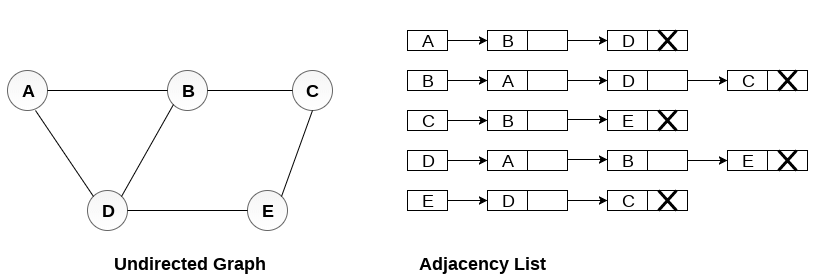 A B C
D E
Undirected Graph
A B D X
B A D C X
C B E X
D A B E X
E D C X
Adjacency List